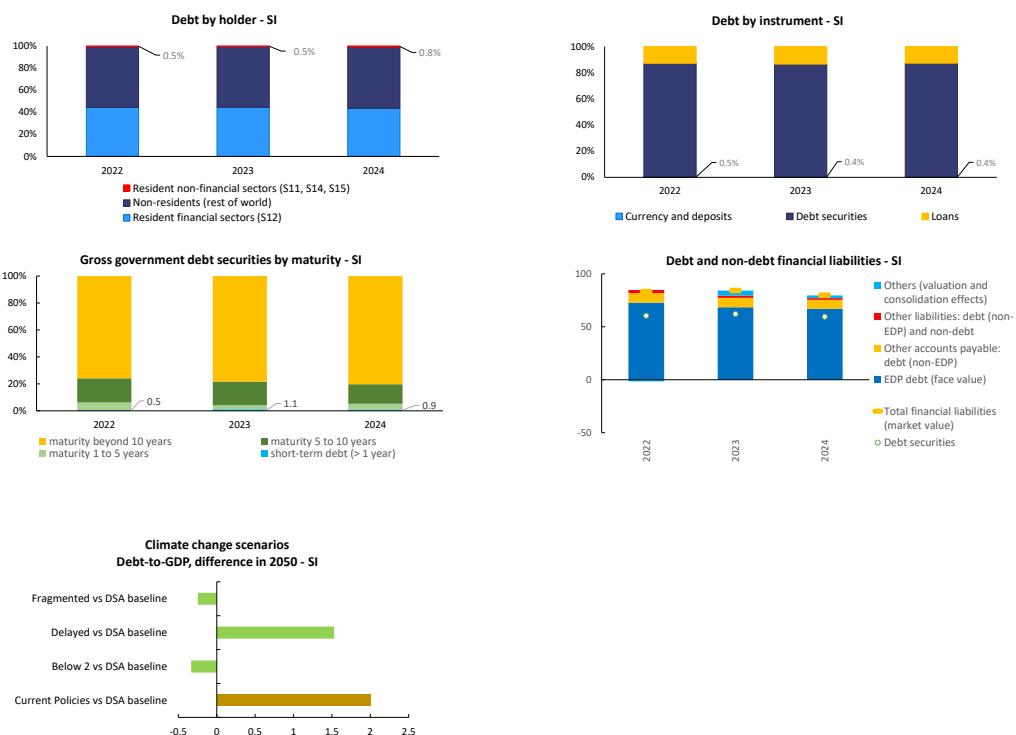 Debt by holder - SI
100%
80%
60%
40%
20%
0%
0.5%
0.5%
0.8%
2022
2023
2024
Resident non-financial sectors (S11, S14, S15)
Non-residents (rest of world)
Resident financial sectors (S12)
Debt by instrument - SI
100%
80%
60%
40%
20%
0%
0.5%
0.4%
0.4%
2022
2023
2024
Currency and deposits
Debt securities
Loans
Gross government debt securities by maturity - SI
100%
80%
60%
40%
20%
0%
0.5
1.1
0.9
2022
2023
2024
maturity beyond 10 years
maturity 5 to 10 years
maturity 1 to 5 years
short-term debt (> 1 year)
Debt and non-debt financial liabilities - SI
100
50
0
-50
2022
2023
2024
Others (valuation and
consolidation effects)
Other liabilities: debt (non-
EDP) and non-debt
Other accounts payable:
debt (non-EDP)
EDP debt (face value)
Total financial liabilities
(market value)
Debt securities
Climate change scenarios
Debt-to-GDP, difference in 2050 - SI
Fragmented vs DSA baseline
Delayed vs DSA baseline
Below 2 vs DSA baseline
Current Policies vs DSA baseline
-0.5
0
0.5
1
1.5
2
2.5